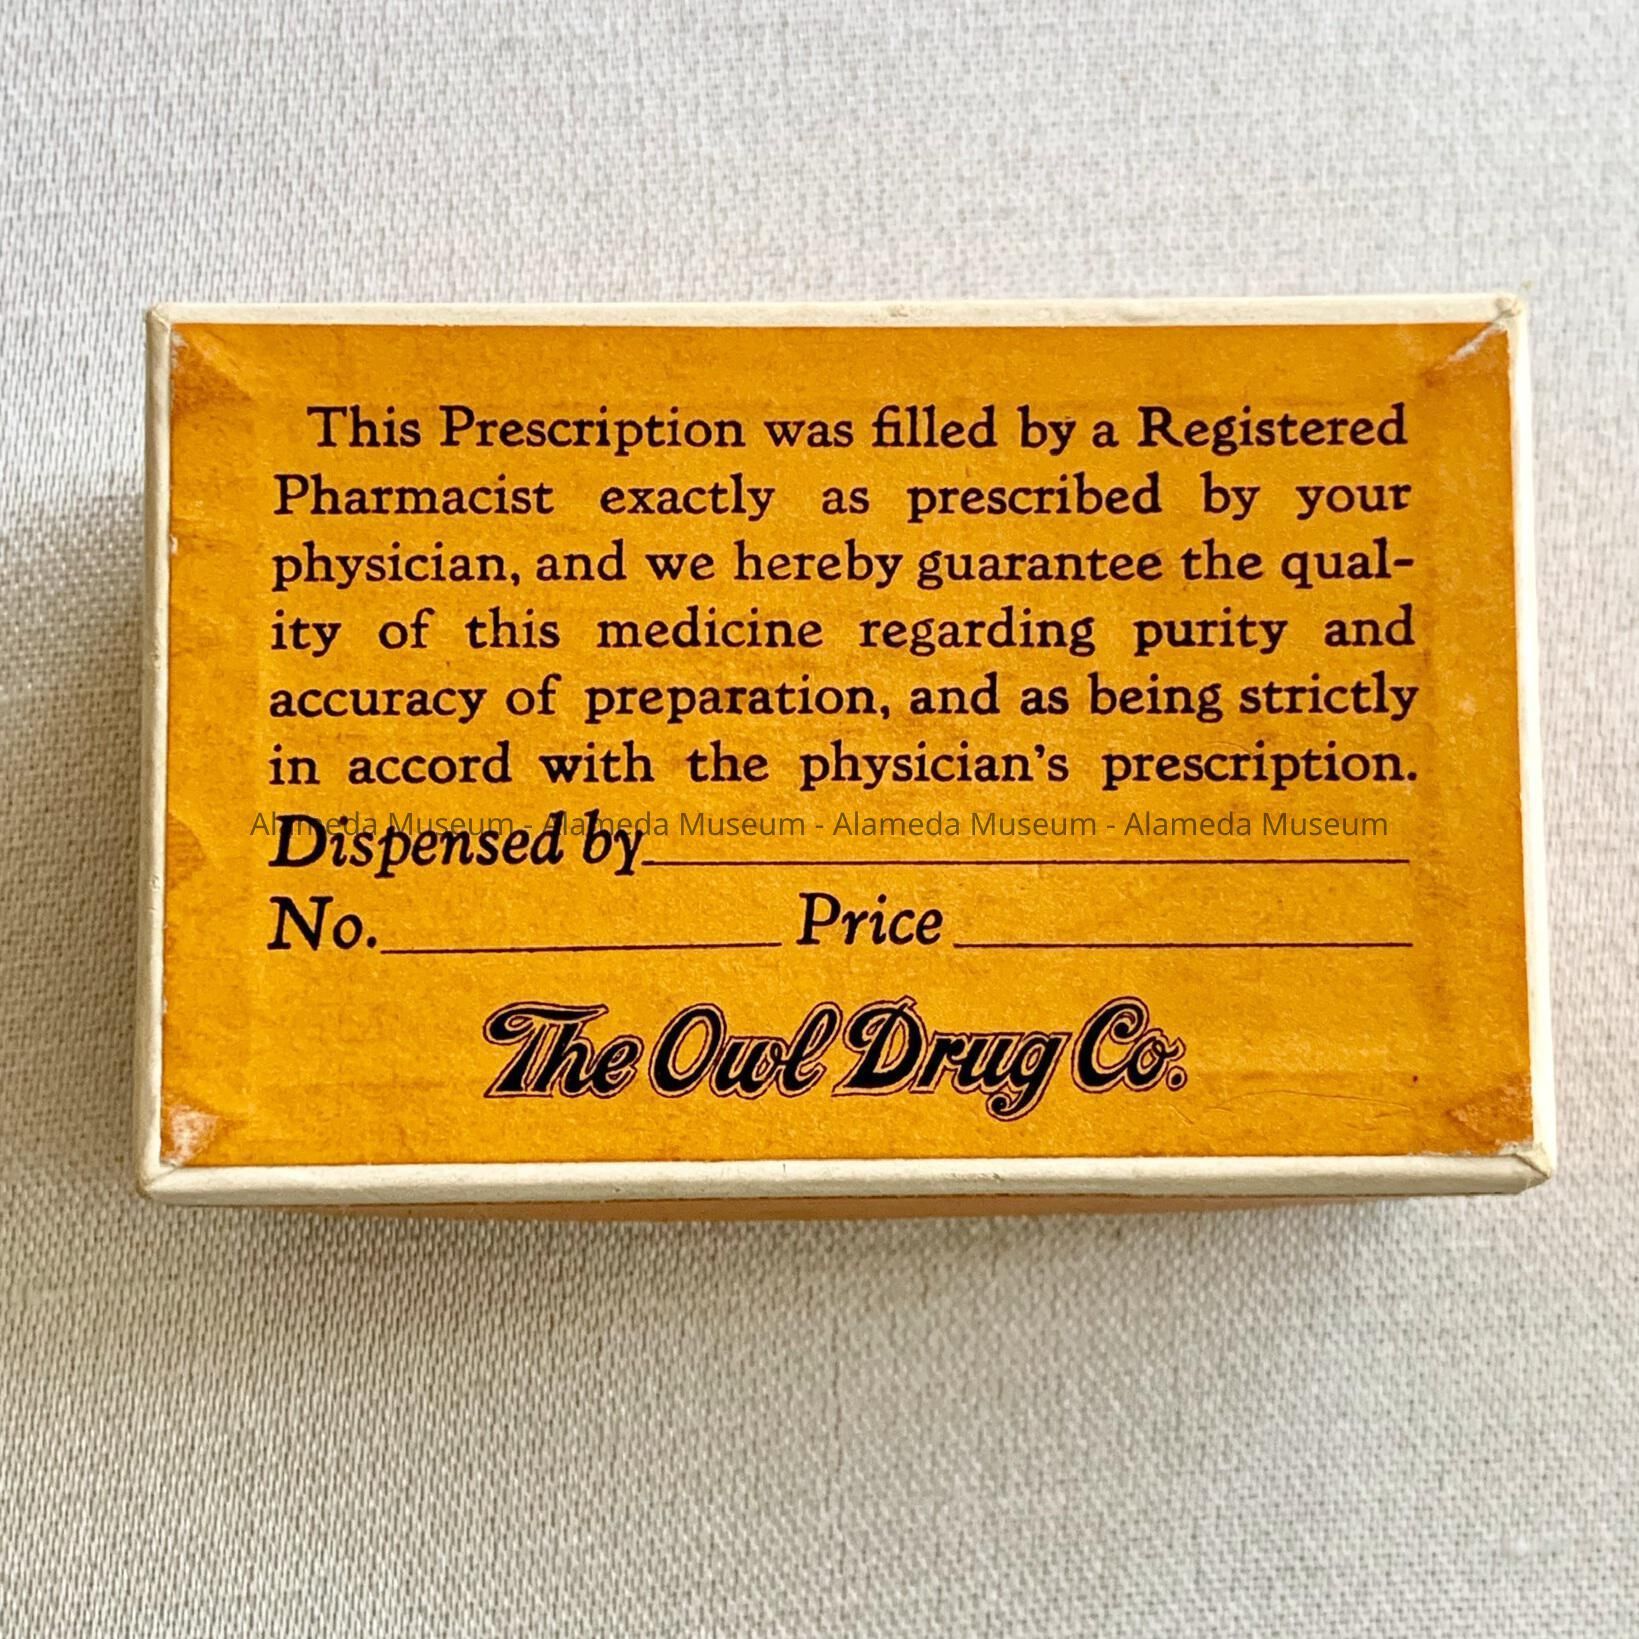 This Prescription was filled by a Registered
Pharmacist exactly as prescribed by your
physician, and we hereby guarantee the qual-
ity of this medicine regarding purity and
accuracy of preparation, and as being strictly
in accord with the physician's prescription.
Alameda Museum - Alameda Museum - Alameda Museum - Alameda Museum
Dispensed by
No. Price
The Owl Drug Co.